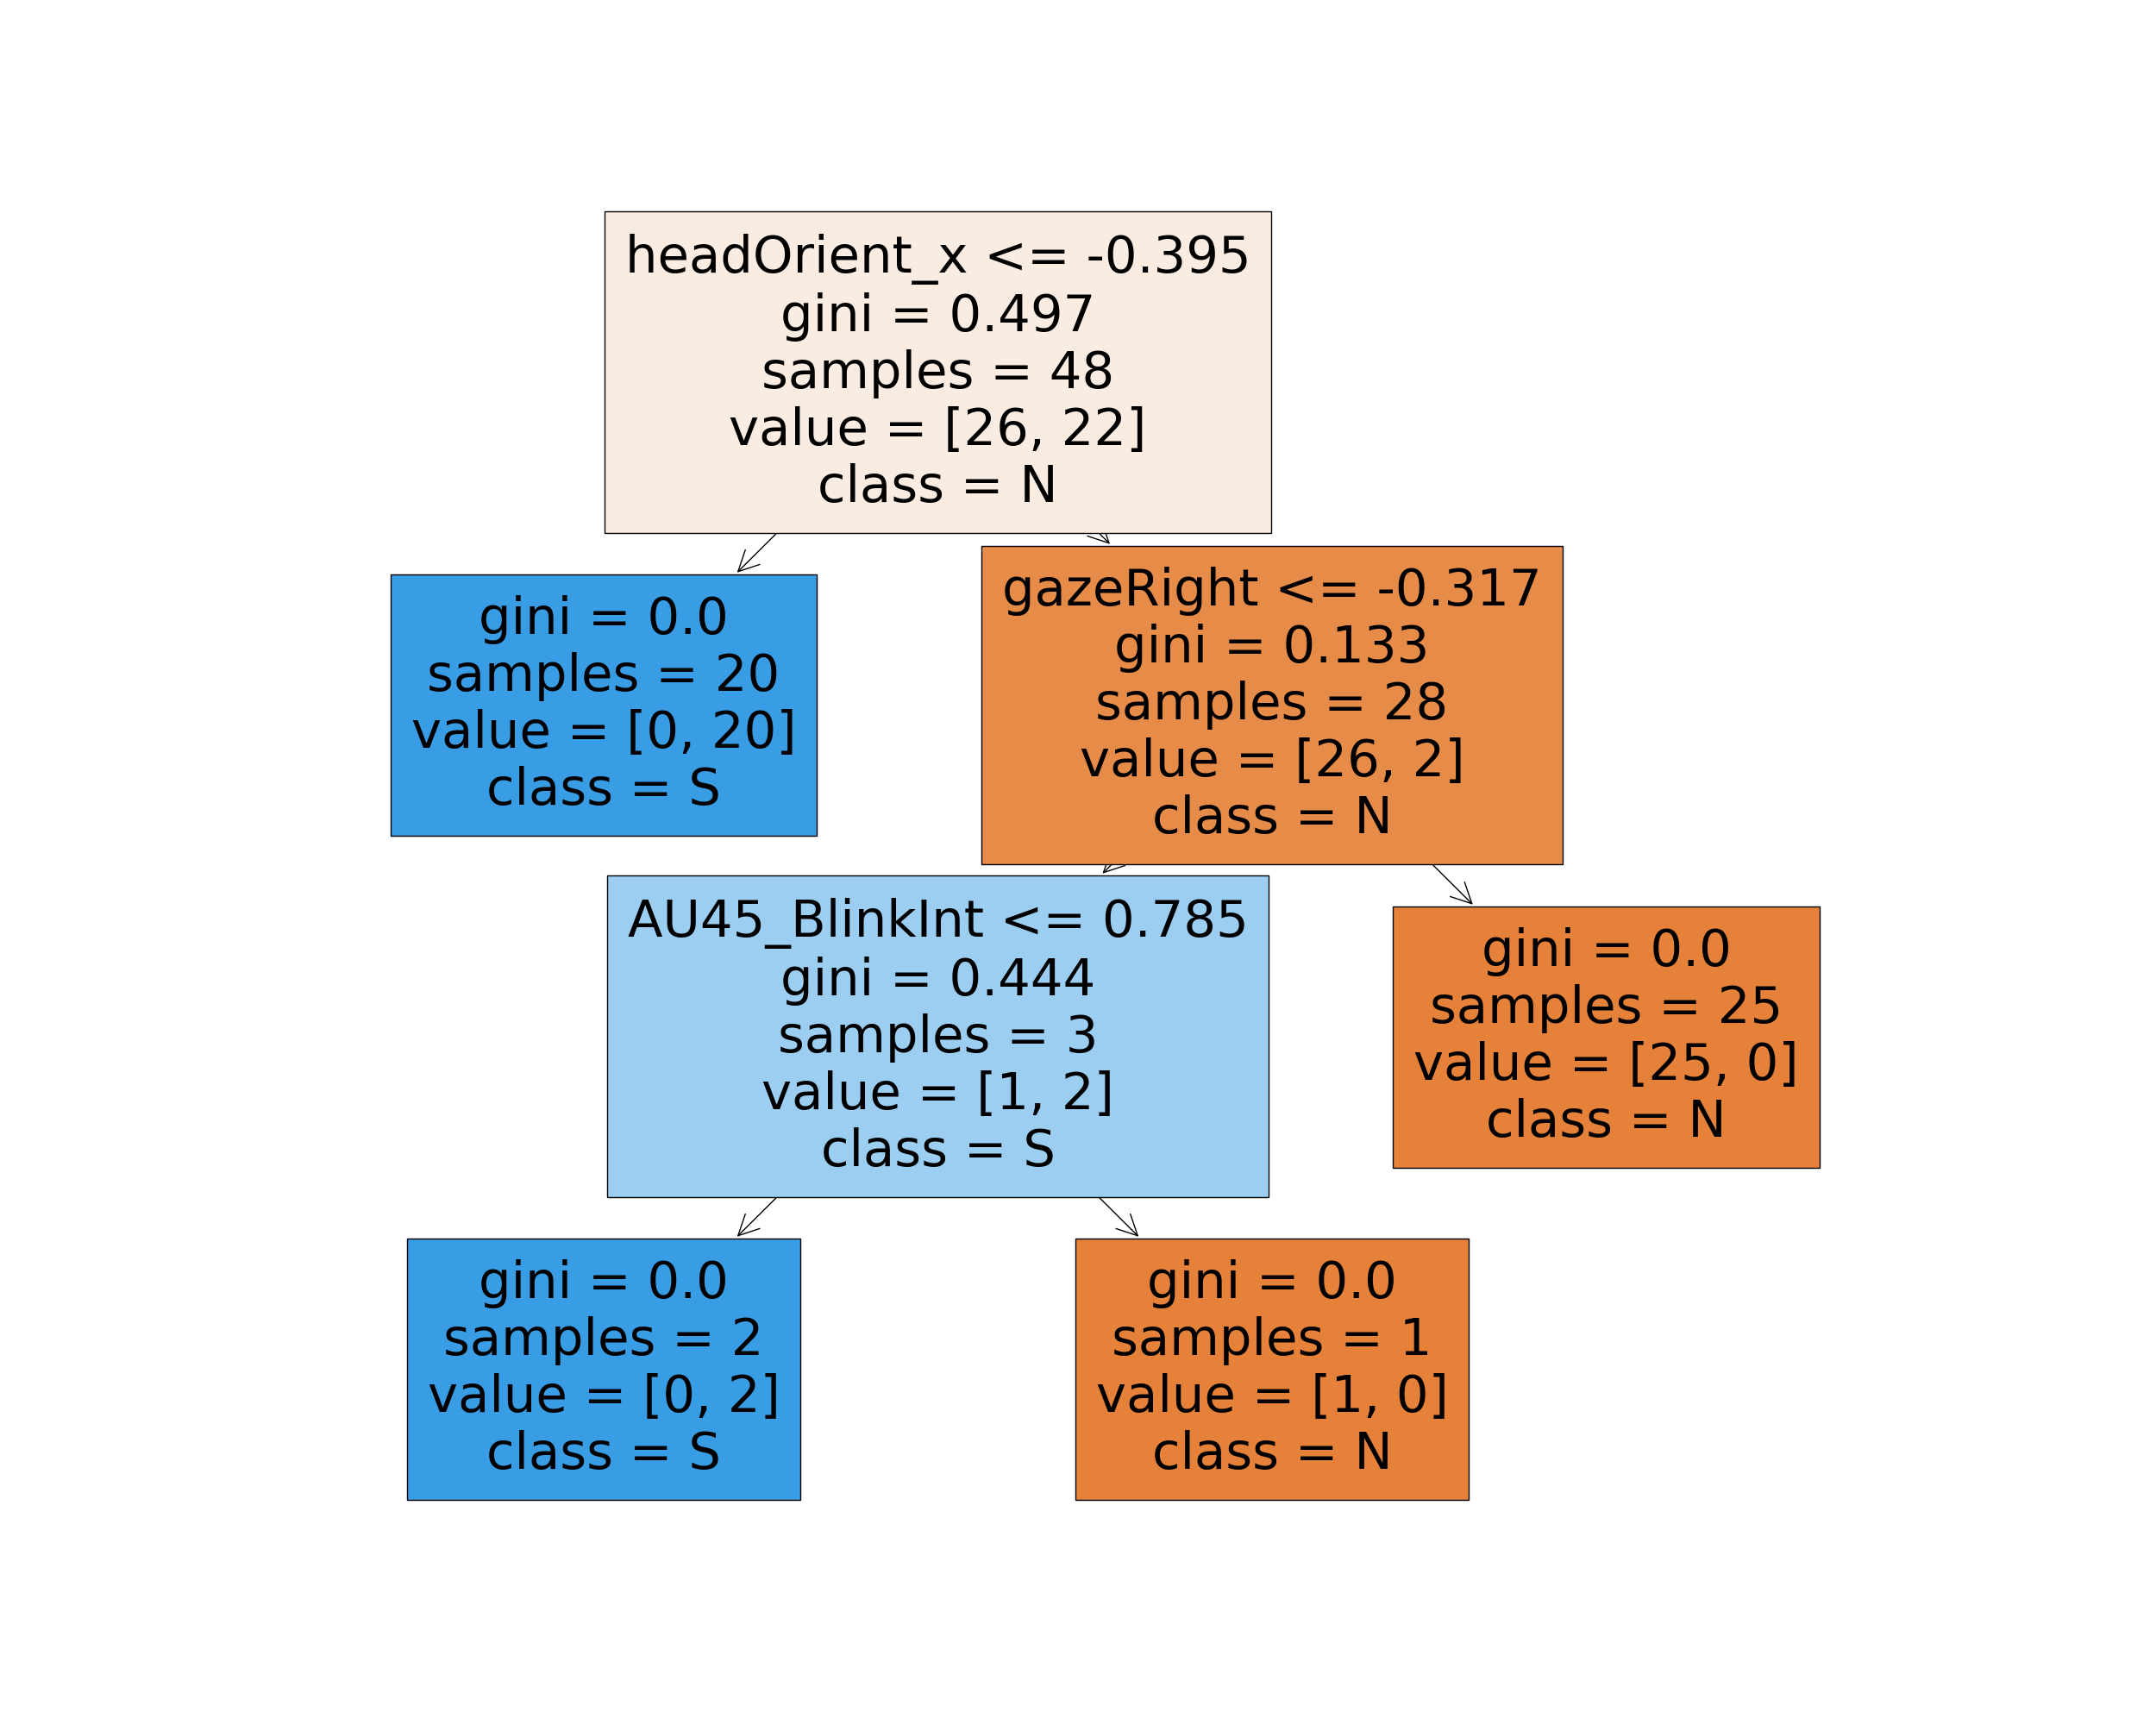 headOrient_x <= -0.395
gini = 0.497
samples = 48
value = [26, 22]
class = N
gini = 0.0
samples = 20
value = [0, 20]
class = S
gazeRight <= -0.317
gini = 0.133
samples = 28
value = [26, 2]
class = N
AU45_BlinkInt <= 0.785
gini = 0.444
samples = 3
value = [1, 2]
class = S
gini = 0.0
samples = 25
value = [25, 0]
class = N
gini = 0.0
samples = 2
value = [0, 2]
class = S
gini = 0.0
samples = 1
value = [1, 0]
class = N